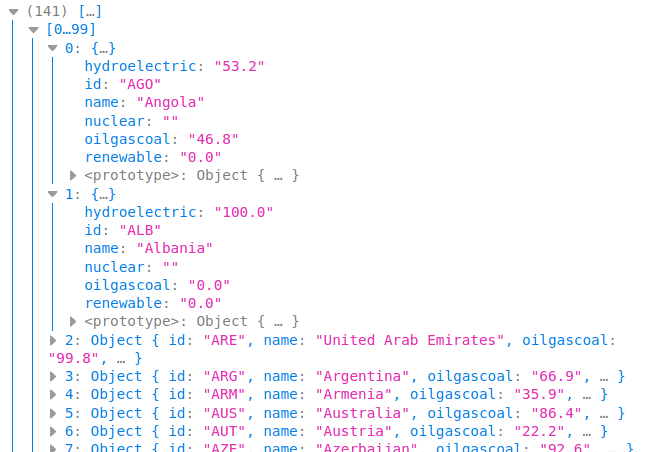 (141) […]
[0…99]
0: {…}
hydroelectric: "53.2"
id: "AGO"
name: "Angola"
nuclear: ""
oilgascoal: "46.8"
renewable: "0.0"
<prototype>: Object { … }
1: {…}
hydroelectric: "100.0"
id: "ALB"
name: "Albania"
nuclear: ""
oilgascoal: "0.0"
renewable: "0.0"
<prototype>: Object { … }
2: Object { id: "ARE", name: "United Arab Emirates", oilgascoal:
"99.8", … }
3: Object { id: "ARG", name: "Argentina", oilgascoal: "66.9", … }
4: Object { id: "ARM", name: "Armenia", oilgascoal: "35.9", … }
5: Object { id: "AUS", name: "Australia", oilgascoal: "86.4", … }
6: Object { id: "AUT", name: "Austria", oilgascoal: "22.2", … }
7: Object { id: "AZE", name: "Azerbaijan", oilgascoal: "92.6", … }